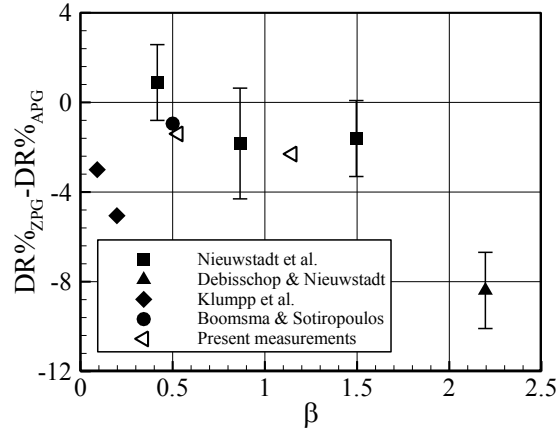 4
0
-4
-8
-12
DR%ZPG-DR%APG
Nieuwstadt et al.
Debisschop & Nieuwstadt
Klumpp et al.
Boomsma & Sotiropoulos
Present measurements
0 0.5 1 1.5 2 2.5
β